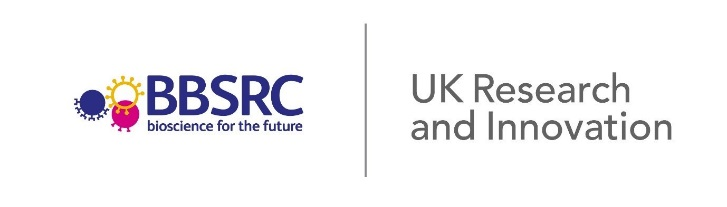 BBSRC
bioscience for the future
UK Research
and Innovation